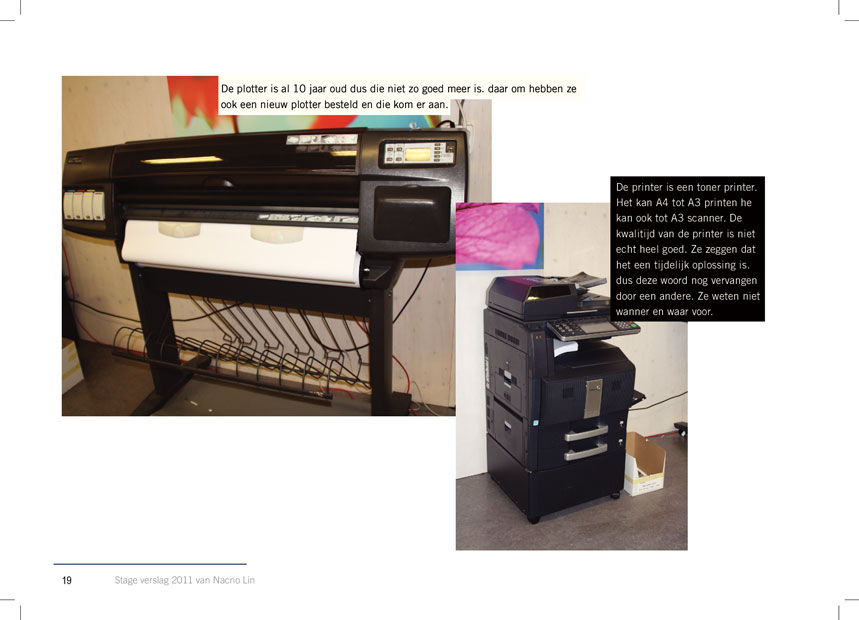 De plotter is al 10 jaar oud dus die niet zo goed meer is. daar om hebben ze
ook een nieuw plotter besteld en die kom er aan.
De printer is een toner printer.
Het kan A4 tot A3 printen he
kan ook tot A3 scanner. De
kwalitijd van de printer is niet
echt heel goed. Ze zeggen dat
het een tijdelijk oplossing is.
dus deze woord nog vervangen
door een andere. Ze weten niet
wanner en waar voor.
19 Stage verslag 2011 van Nacno Lin